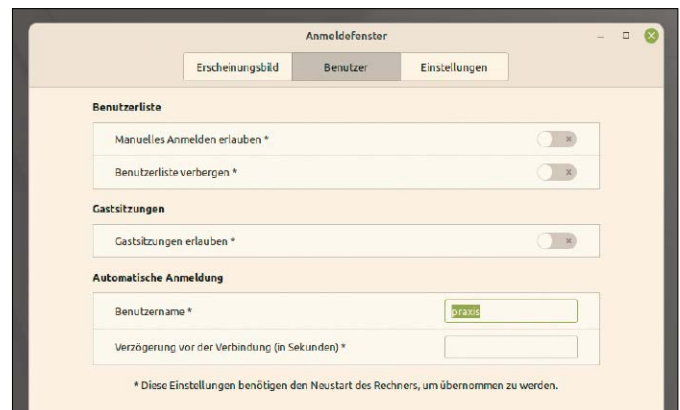 Anmeldefenster
Erscheinungsbild Benutzer Einstellungen
Benutzerliste
Manuelles Anmelden erlauben *
Benutzerliste verbergen *
Gastsitzungen
Gastsitzungen erlauben *
Automatische Anmeldung
Benutzername * praxis
Verzögerung vor der Verbindung (in Sekunden) *
* Diese Einstellungen benötigen den Neustart des Rechners, um übernommen zu werden.